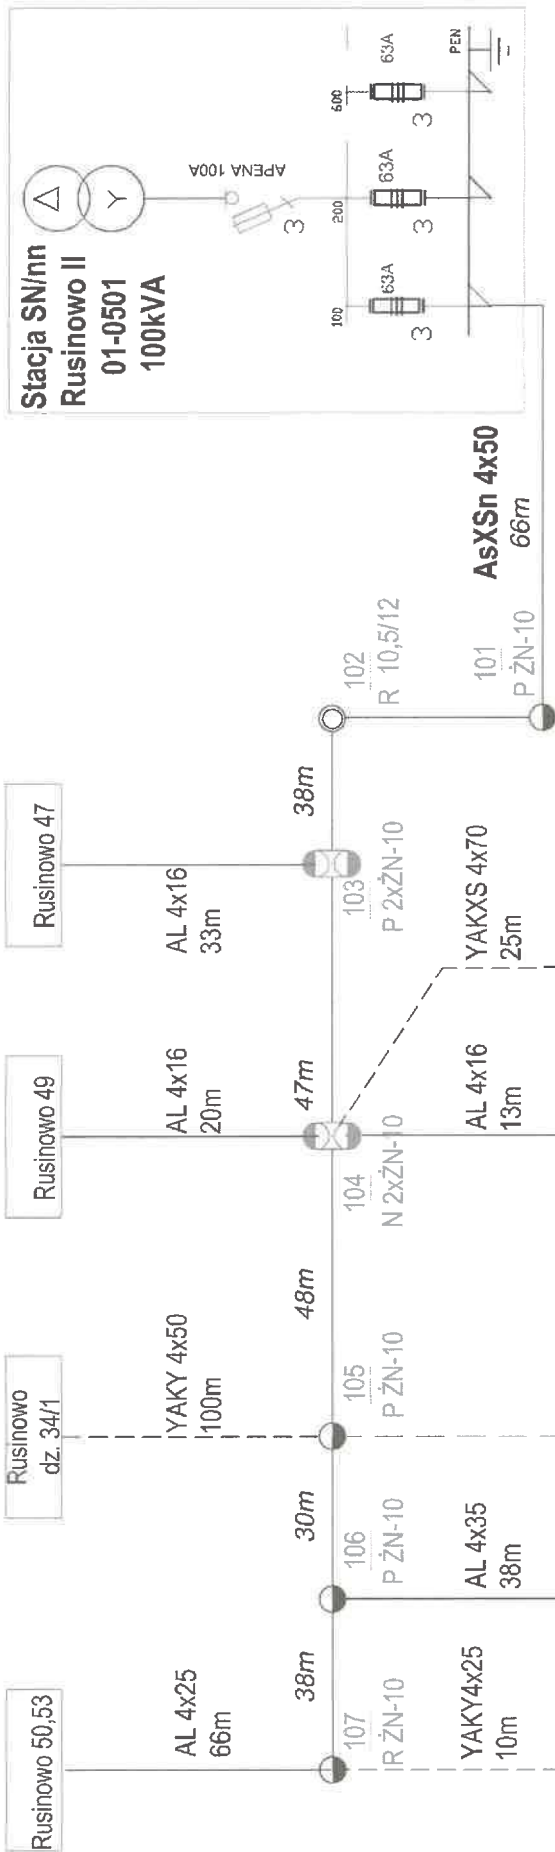 Stacja SN/nn
Rusinowo II
01-0501
100kVA
APENA 100A
3
100
200
600
63A
63A
63A
3
3
3
PEN
AsXSn 4x50
66m
101
P ŻN-10
102
R 10,5/12
38m
Rusinowo 47
AL 4x16
33m
103
P 2xŻN-10
47m
YAKXS 4x70
25m
Rusinowo 49
AL 4x16
20m
104
N 2xŻN-10
AL 4x16
13m
48m
Rusinowo
dz. 34/1
YAKY 4x50
100m
105
P ŻN-10
30m
106
P ŻN-10
AL 4x35
38m
38m
Rusinowo 50,53
AL 4x25
66m
107
R ŻN-10
YAKY4x25
10m